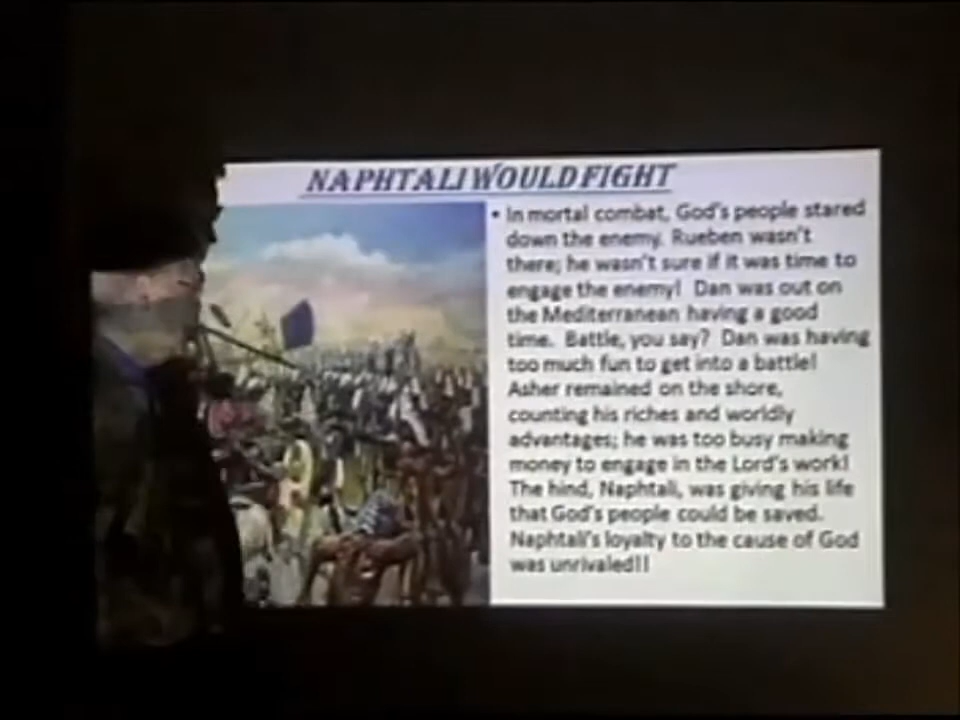 NAPHTALI WOULD FIGHT
• In mortal combat, God's people stared
down the enemy. Rueben wasn't
there; he wasn't sure if it was time to
engage the enemy! Dan was out on
the Mediterranean having a good
time. Battle, you say? Dan was having
too much fun to get into a battle!
Asher remained on the shore,
counting his riches and worldly
advantages; he was too busy making
money to engage in the Lord's work!
The hind, Naphtali, was giving his life
that God's people could be saved.
Naphtali's loyalty to the cause of God
was unrivaled!!